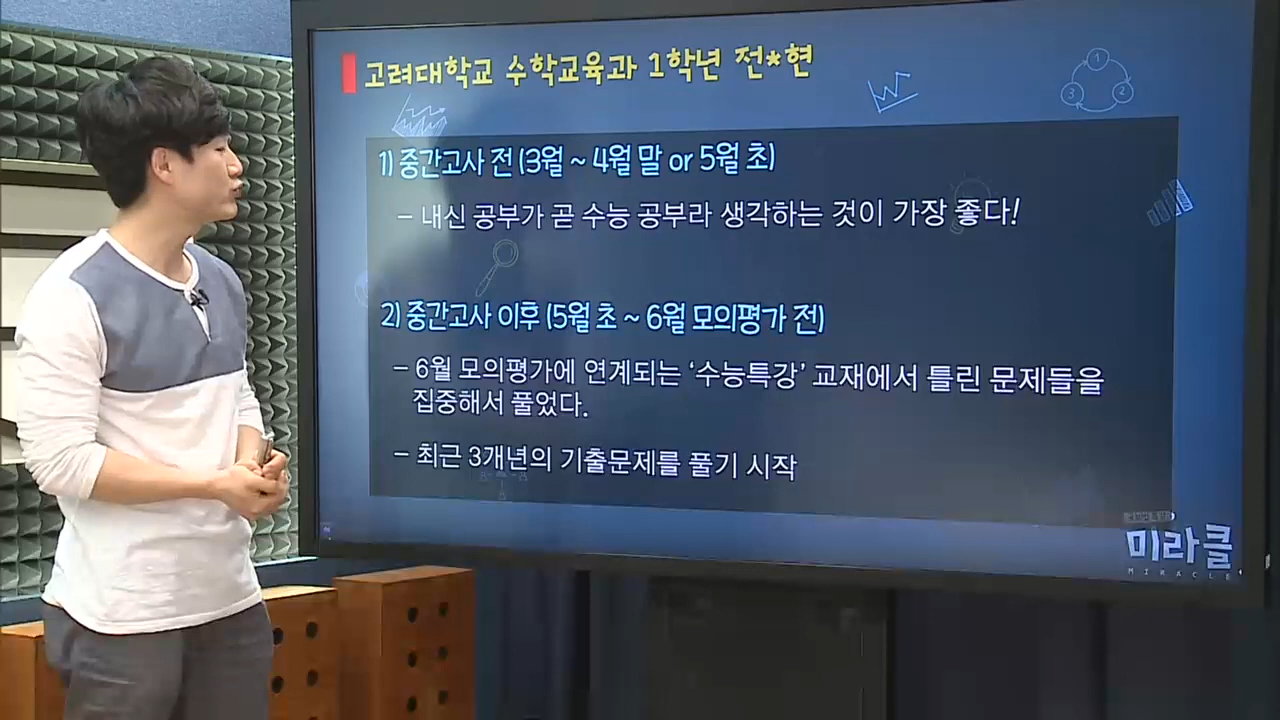 고려대학교 수학교육과 1학년 전*현
1) 중간고사 전 (3월 ~ 4월 말 or 5월 초)
– 내신 공부가 곧 수능 공부라 생각하는 것이 가장 좋다!
2) 중간고사 이후 (5월 초 ~ 6월 모의평가 전)
– 6월 모의평가에 연계되는 ‘수능특강’ 교재에서 틀린 문제들을
집중해서 풀었다.
– 최근 3개년의 기출문제를 풀기 시작
1
2
3
미라클
MIRACLE